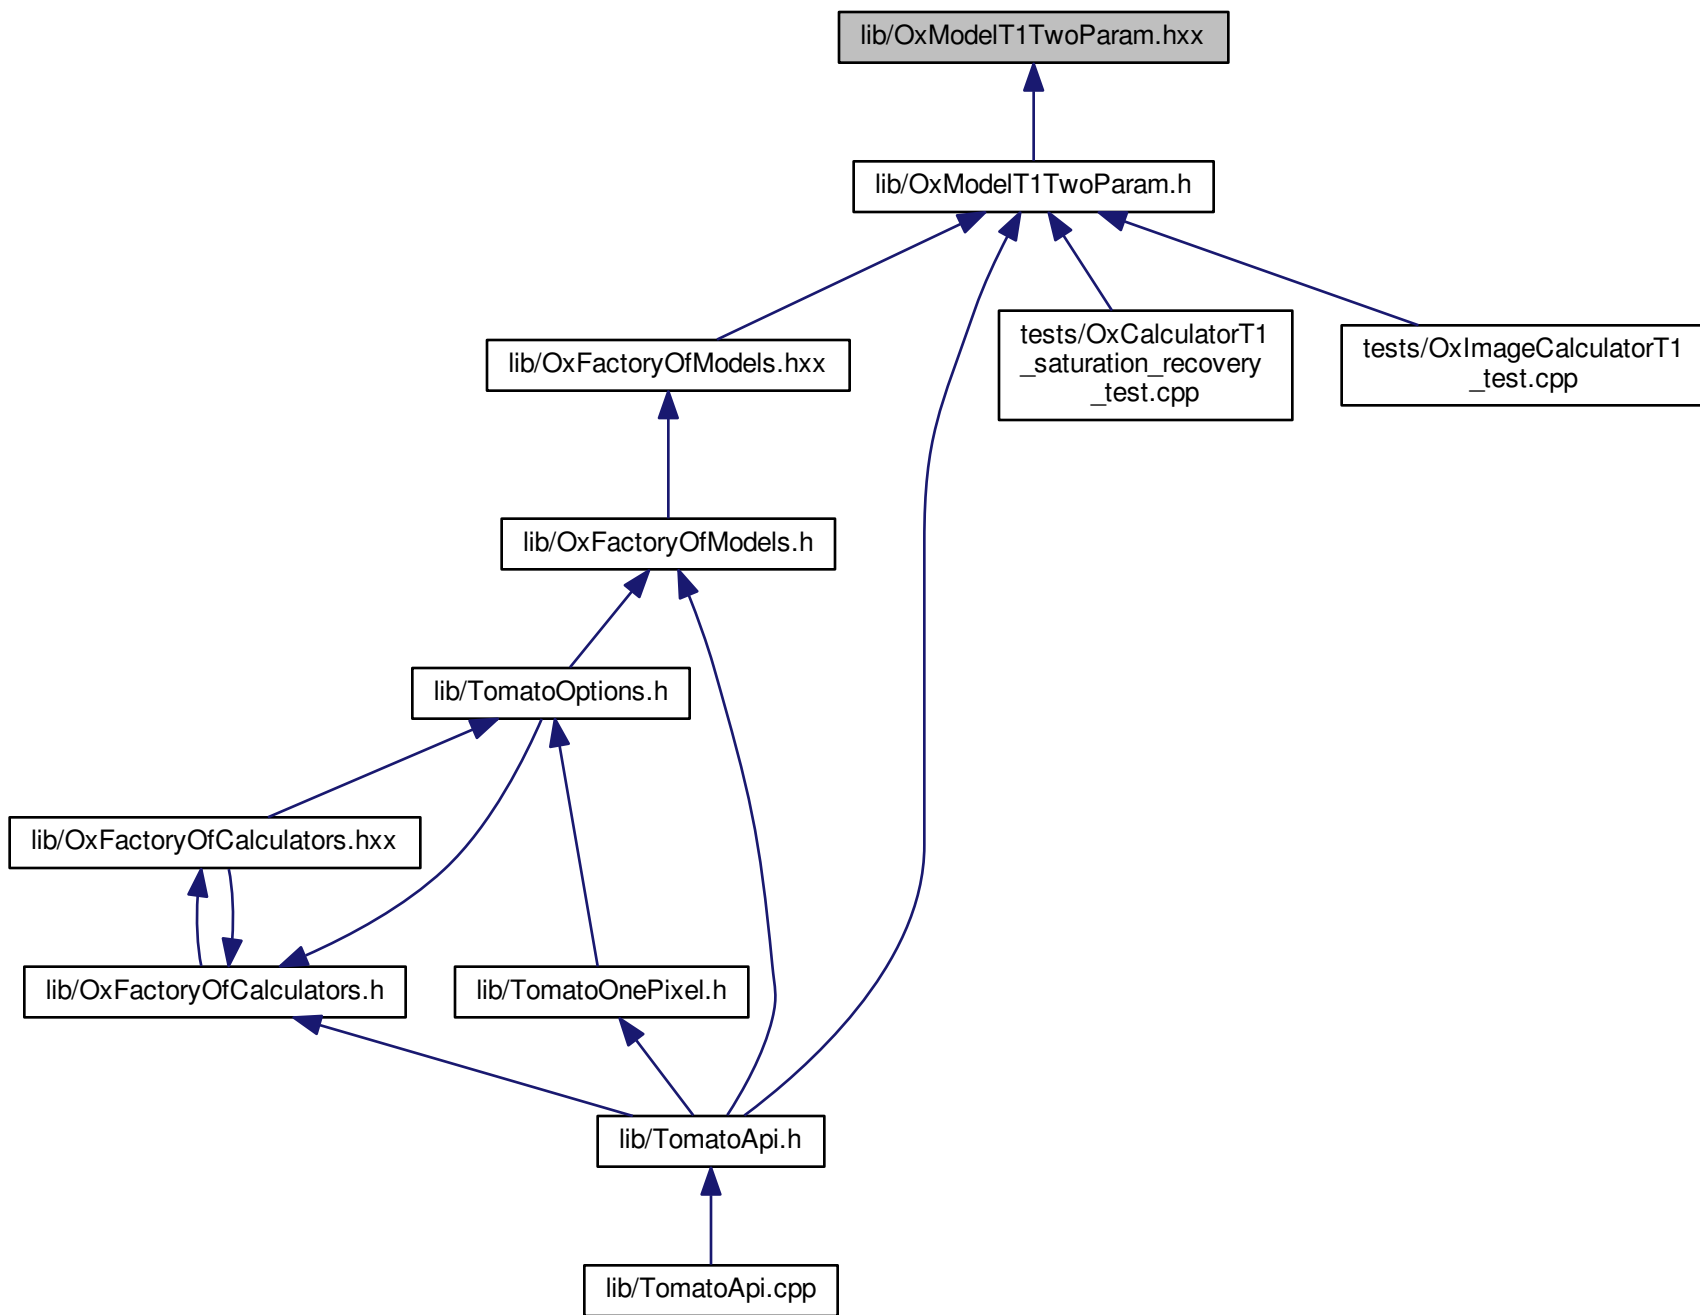 lib/OxModelT1TwoParam.hxx
lib/OxModelT1TwoParam.h
lib/OxFactoryOfModels.hxx
tests/OxCalculatorT1
_saturation_recovery
_test.cpp
tests/OxImageCalculatorT1
_test.cpp
lib/OxFactoryOfModels.h
lib/TomatoOptions.h
lib/OxFactoryOfCalculators.hxx
lib/OxFactoryOfCalculators.h
lib/TomatoOnePixel.h
lib/TomatoApi.h
lib/TomatoApi.cpp